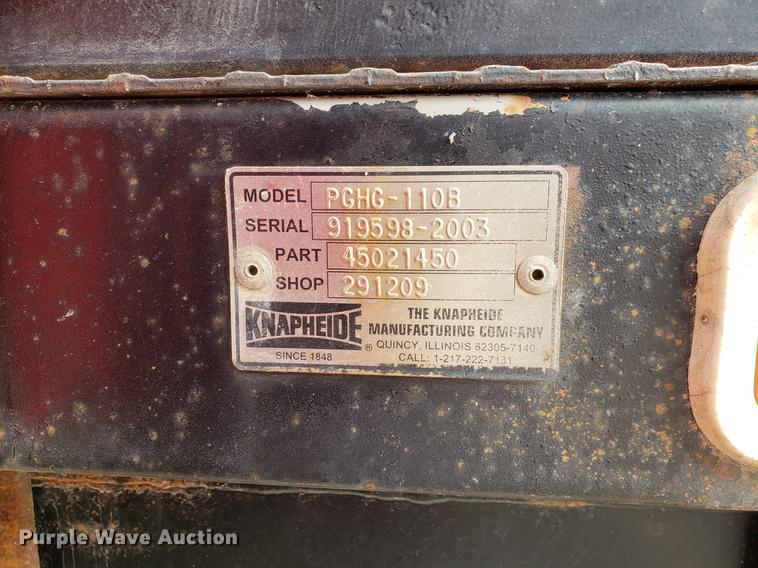 MODEL PGHG-110B
SERIAL 919598-2003
PART 45021450
SHOP 291209
KNAPHEIDE ®
SINCE 1848
THE KNAPHEIDE
MANUFACTURING COMPANY
QUINCY, ILLINOIS 62305-7140
CALL: 1-217-222-7131
Purple Wave Auction